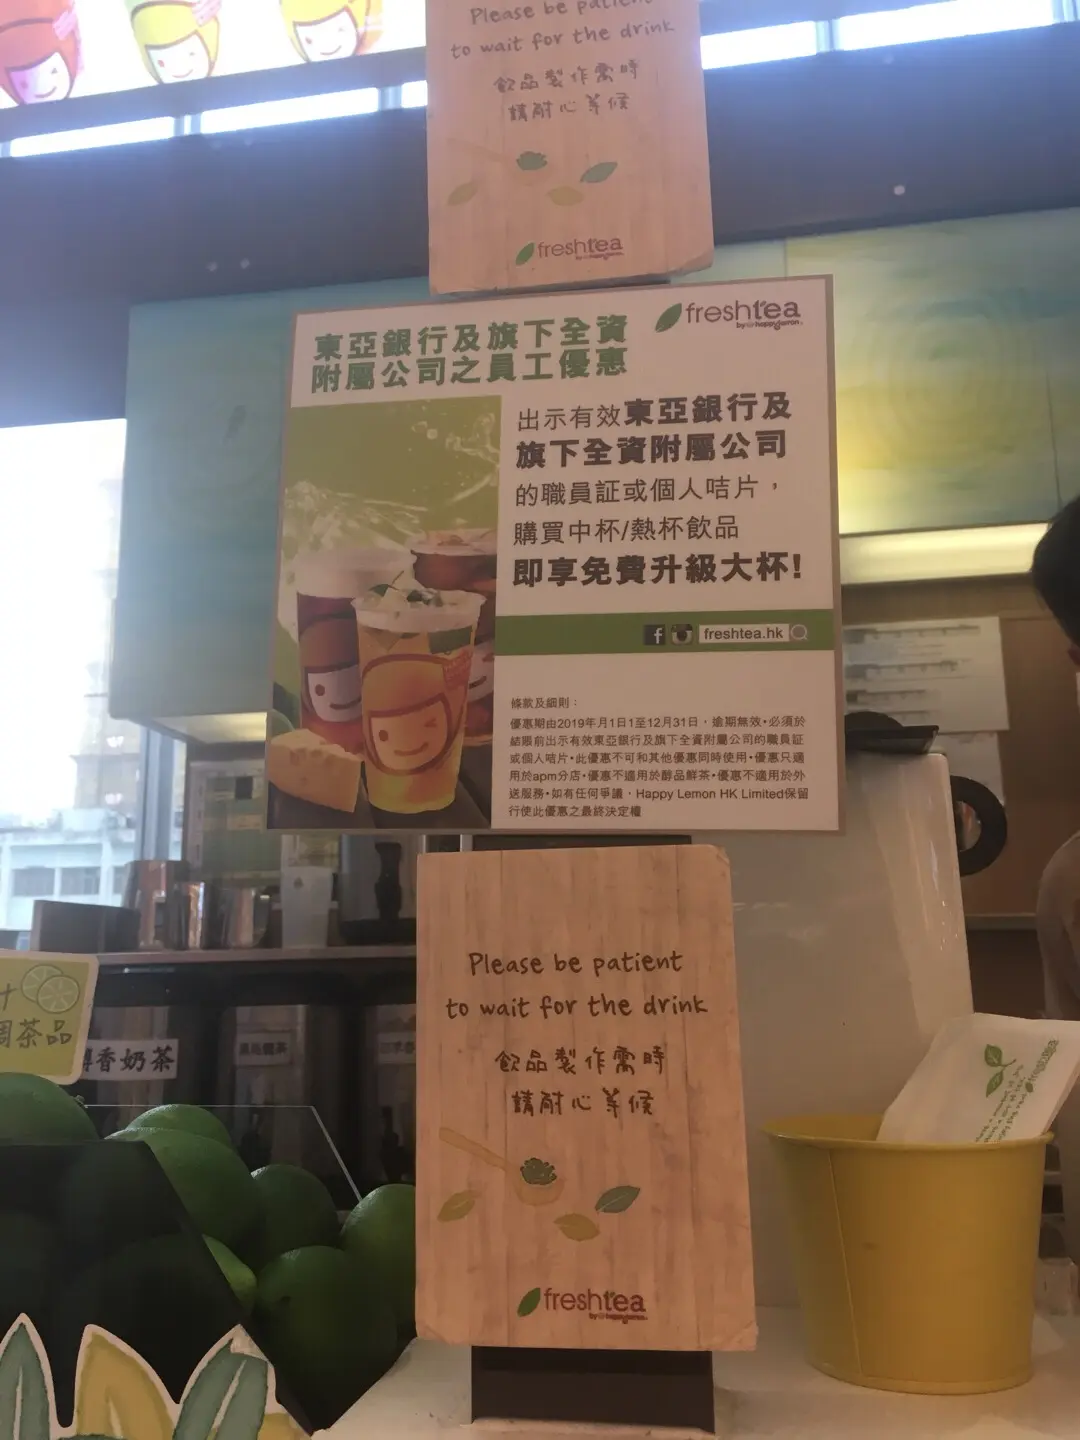 Please be patient
to wait for the drink
飲品製作需時
請耐心等候
freshtea
by happylemon
freshtea
by happylemon
東亞銀行及旗下全資
附屬公司之員工優惠
出示有效東亞銀行及
旗下全資附屬公司
的職員証或個人咭片，
購買中杯/熱杯飲品
即享免費升級大杯!
freshtea.hk
條款及細則：
優惠期由2019年月1日1至12月31日，逾期無效•必須於
結賬前出示有效東亞銀行及旗下全資附屬公司的職員証
或個人咭片•此優惠不可和其他優惠同時使用•優惠只適
用於apm分店•優惠不適用於醇品鮮茶•優惠不適用於外
送服務•如有任何爭議，Happy Lemon HK Limited保留
行使此優惠之最終決定權
Please be patient
to wait for the drink
飲品製作需時
請耐心等候
freshtea
by happylemon
汁
調茶品
香奶茶